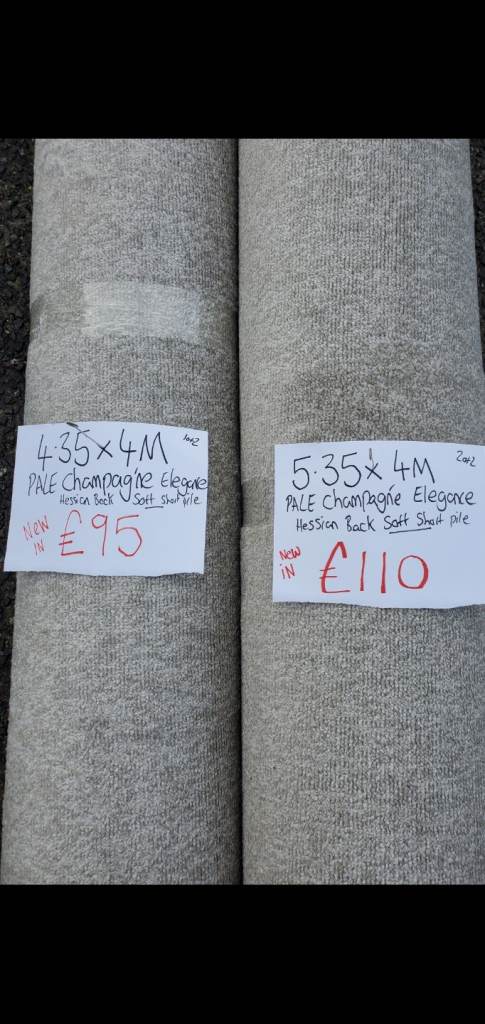 4.35 x 4M 1of2
PALE Champagne Elegance
Hessian Back Soft Short pile
New IN £95
5.35 x 4M 2of2
PALE Champagne Elegance
Hessian Back Soft Short pile
New iN £110